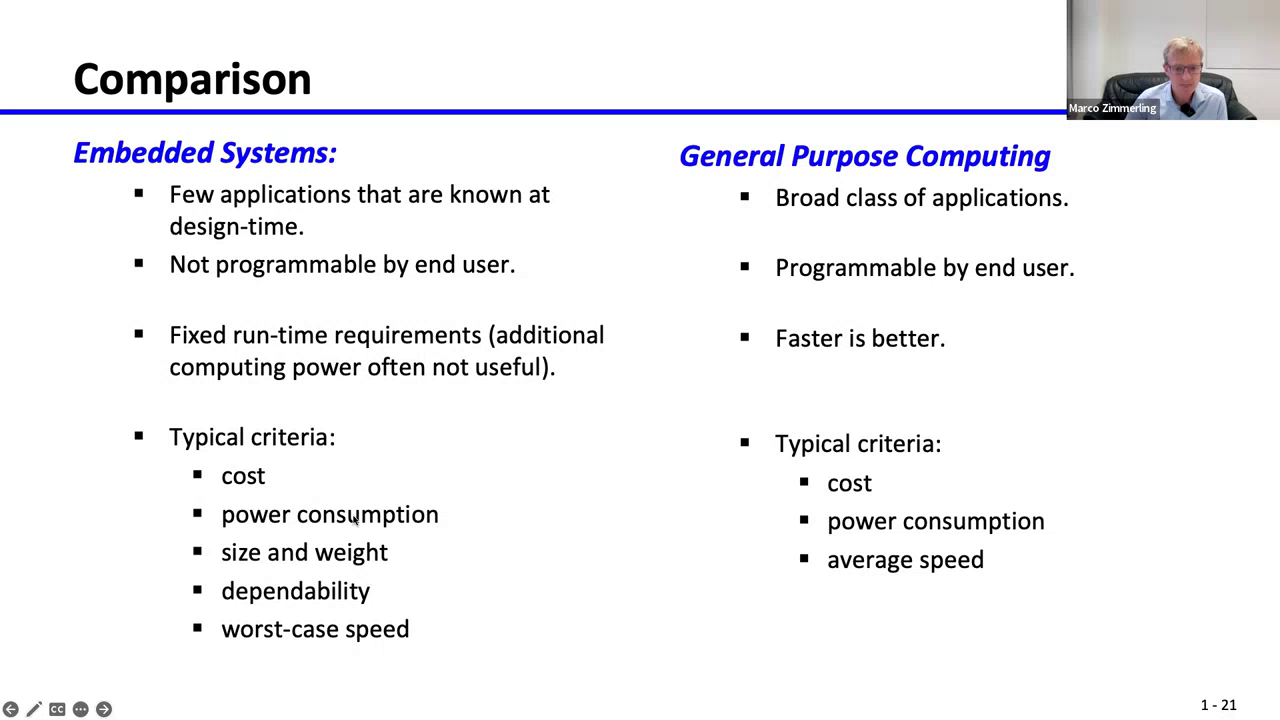 Comparison
Marco Zimmerling
Embedded Systems:
Few applications that are known at
design-time.
Not programmable by end user.
Fixed run-time requirements (additional
computing power often not useful).
Typical criteria:
cost
power consumption
size and weight
dependability
worst-case speed
General Purpose Computing
Broad class of applications.
Programmable by end user.
Faster is better.
Typical criteria:
cost
power consumption
average speed
CC
1 - 21